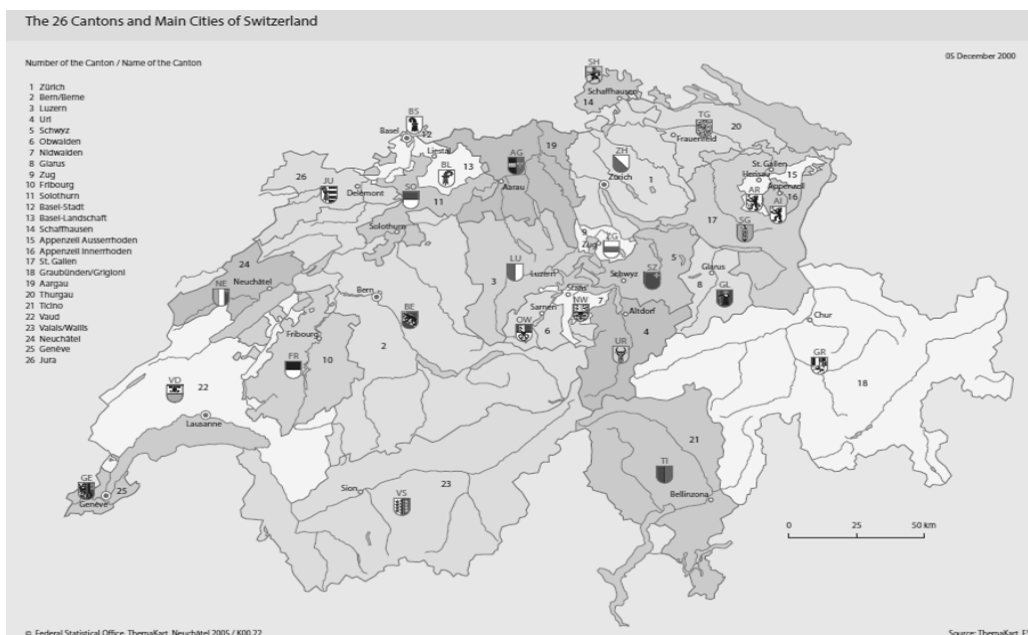 The 26 Cantons and Main Cities of Switzerland
05 December 2000
Number of the Canton / Name of the Canton
1 Zürich
2 Bern/Berne
3 Luzern
4 Uri
5 Schwyz
6 Obwalden
7 Nidwalden
8 Glarus
9 Zug
10 Fribourg
11 Solothurn
12 Basel-Stadt
13 Basel-Landschaft
14 Schaffhausen
15 Appenzell Ausserrhoden
16 Appenzell Innerrhoden
17 St. Gallen
18 Graubünden/Grigioni
19 Aargau
20 Thurgau
21 Ticino
22 Vaud
23 Valais/Wallis
24 Neuchâtel
25 Genève
26 Jura
SH
Schaffhausen
14
BS
Basel
12
TG
20
Frauenfeld
Liestal
BL
13
AG
19
Aarau
ZH
Zürich
1
St. Gallen
Herisau
15
Appenzell
AR
AI
16
26
JU
Delémont
SO
11
Solothurn
17
SG
9
Zug
ZG
24
NE
Neuchâtel
LU
Luzern
3
Schwyz
SZ
5
Glarus
8
GL
Bern
BE
2
Stans
NW
7
Sarnen
OW
6
Altdorf
4
UR
Chur
GR
18
Fribourg
FR
10
VD
22
Lausanne
21
TI
Bellinzona
GE
Genève
25
Sion
VS
23
0 25 50 km
© Federal Statistical Office, ThemaKart, Neuchâtel 2005 / K00.22
Source: ThemaKart,